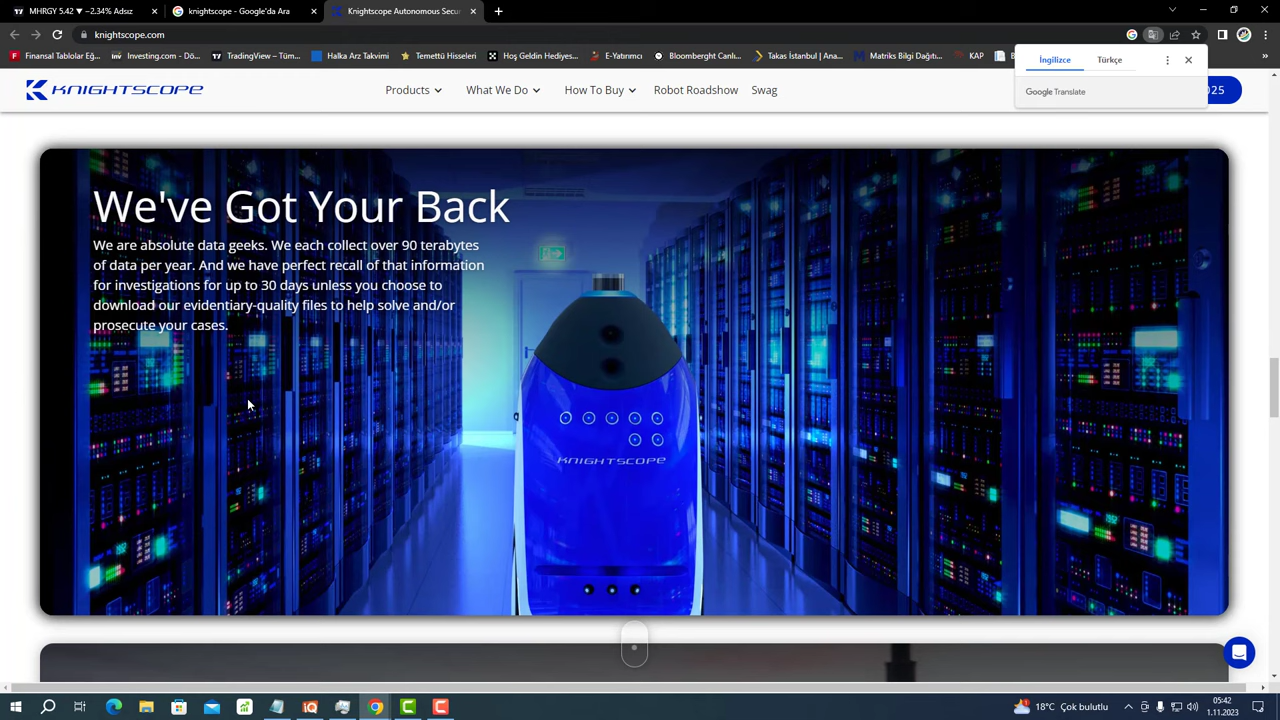 MHRGY 5.42 ▼ −2.34% Adsız
knightscope - Google'da Ara
Knightscope Autonomous Secur
knightscope.com
Finansal Tablolar Eğ...
Investing.com - Dö...
TradingView – Tüm...
Halka Arz Takvimi
Temettü Hisseleri
Hoş Geldin Hediyes...
E-Yatırımcı
Bloomberght Canlı...
Takas İstanbul | Ana...
Matriks Bilgi Dağıtı...
KAP
İngilizce
Türkçe
Google Translate
KNIGHTSCOPE
Products
What We Do
How To Buy
Robot Roadshow
Swag
025
We've Got Your Back
We are absolute data geeks. We each collect over 90 terabytes
of data per year. And we have perfect recall of that information
for investigations for up to 30 days unless you choose to
download our evidentiary-quality files to help solve and/or
prosecute your cases.
KNIGHTSCOPE
18°C Çok bulutlu
05:42
1.11.2023